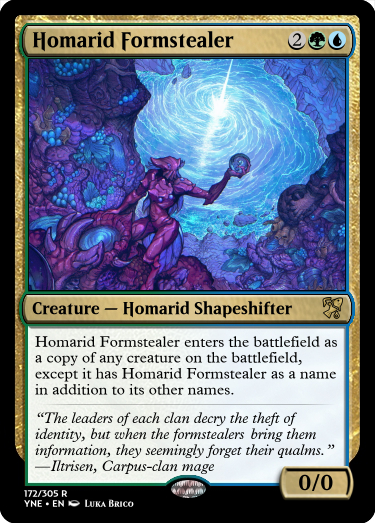 Homarid Formstealer 2
Creature — Homarid Shapeshifter
Homarid Formstealer enters the battlefield as
a copy of any creature on the battlefield,
except it has Homarid Formstealer as a name
in addition to its other names.
“The leaders of each clan decry the theft of
identity, but when the formstealers bring them
information, they seemingly forget their qualms.”
—Iltrisen, Carpus-clan mage
0/0
172/305 R
YNE • EN Luka Brico